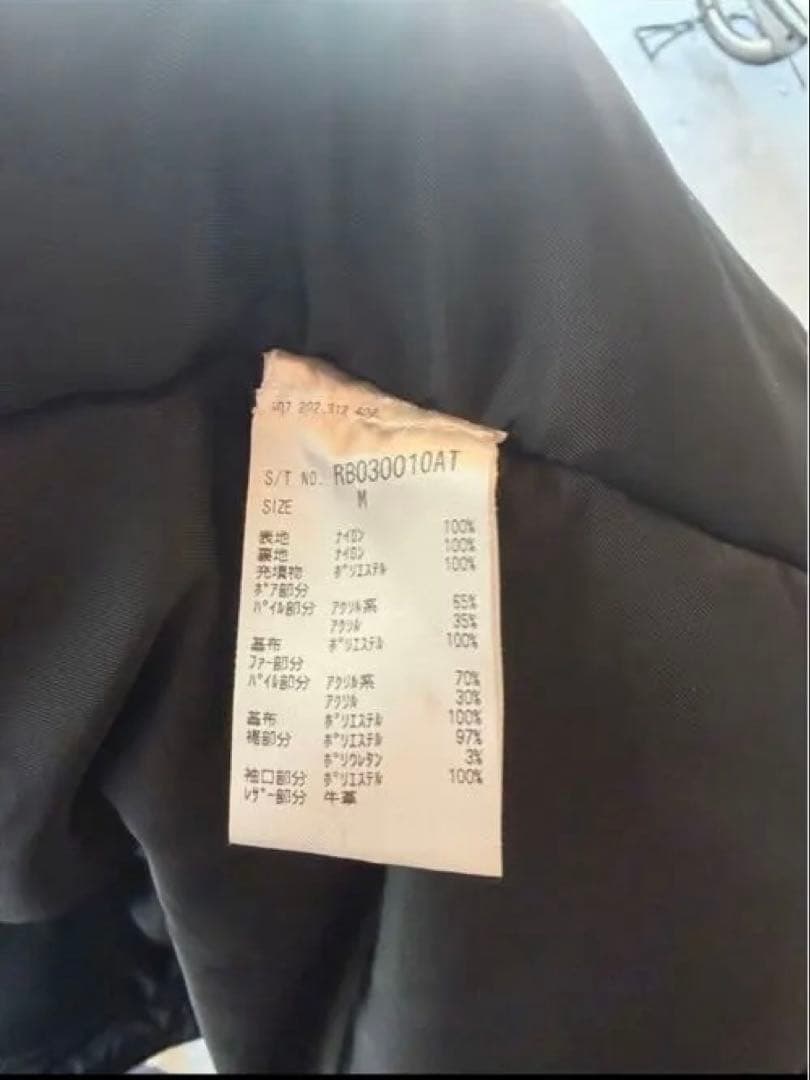 S/T NO. RB030010AT
SIZE M
表地 ナイロン 100%
裏地 ナイロン 100%
充填物 ポリエステル 100%
ボア部分
パイル部分 アクリル系 65%
アクリル 35%
基布 ポリエステル 100%
ファー部分
パイル部分 アクリル系 70%
アクリル 30%
基布 ポリエステル 100%
裾部分 ポリエステル 97%
ポリウレタン 3%
袖口部分 ポリエステル 100%
レザー部分 牛革